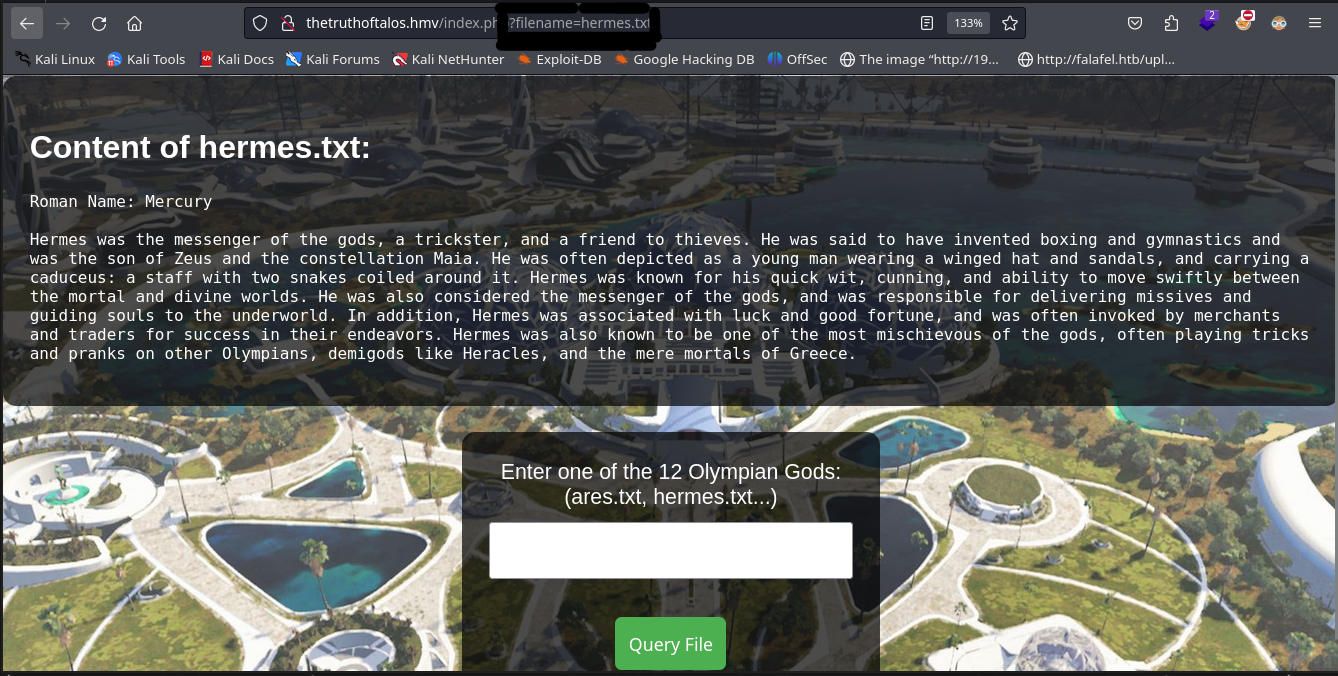 thetruthoftalos.hmv/index.php?filename=hermes.txt
133%
2
Kali Linux
Kali Tools
Kali Docs
Kali Forums
Kali NetHunter
Exploit-DB
Google Hacking DB
OffSec
The image “http://19...
http://falafel.htb/upl...
Content of hermes.txt:
Roman Name: Mercury
Hermes was the messenger of the gods, a trickster, and a friend to thieves. He was said to have invented boxing and gymnastics and
was the son of Zeus and the constellation Maia. He was often depicted as a young man wearing a winged hat and sandals, and carrying a
caduceus: a staff with two snakes coiled around it. Hermes was known for his quick wit, cunning, and ability to move swiftly between
the mortal and divine worlds. He was also considered the messenger of the gods, and was responsible for delivering missives and
guiding souls to the underworld. In addition, Hermes was associated with luck and good fortune, and was often invoked by merchants
and traders for success in their endeavors. Hermes was also known to be one of the most mischievous of the gods, often playing tricks
and pranks on other Olympians, demigods like Heracles, and the mere mortals of Greece.
Enter one of the 12 Olympian Gods:
(ares.txt, hermes.txt...)
Query File